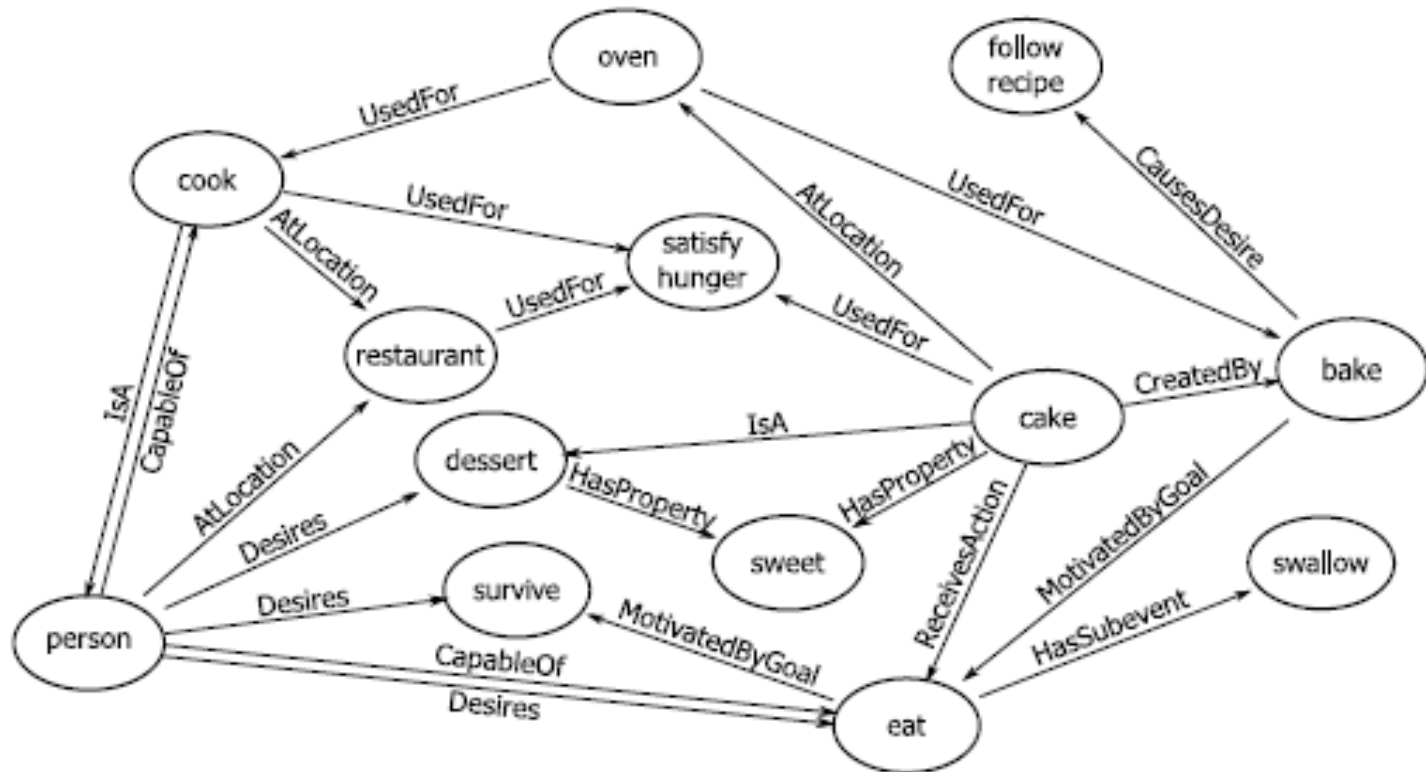 oven
follow
recipe
UsedFor
cook
UsedFor
AtLocation
UsedFor
CausesDesire
AtLocation
satisfy
hunger
UsedFor
UsedFor
restaurant
bake
CreatedBy
IsA
CapableOf
IsA
cake
dessert
AtLocation
HasProperty
HasProperty
Desires
sweet
ReceivesAction
MotivatedByGoal
swallow
survive
Desires
person
MotivatedByGoal
HasSubevent
CapableOf
Desires
eat